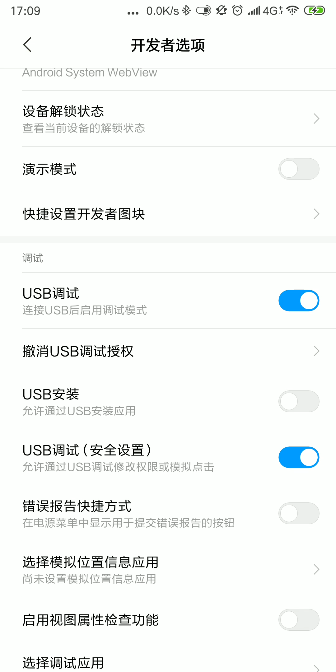 17:09 ... 0.0K/s 4G
开发者选项
Android System WebView
设备解锁状态
查看当前设备的解锁状态
演示模式
快捷设置开发者图块
调试
USB调试
连接USB后启用调试模式
撤消USB调试授权
USB安装
允许通过USB安装应用
USB调试（安全设置）
允许通过USB调试修改权限或模拟点击
错误报告快捷方式
在电源菜单中显示用于提交错误报告的按钮
选择模拟位置信息应用
尚未设置模拟位置信息应用
启用视图属性检查功能
选择调试应用